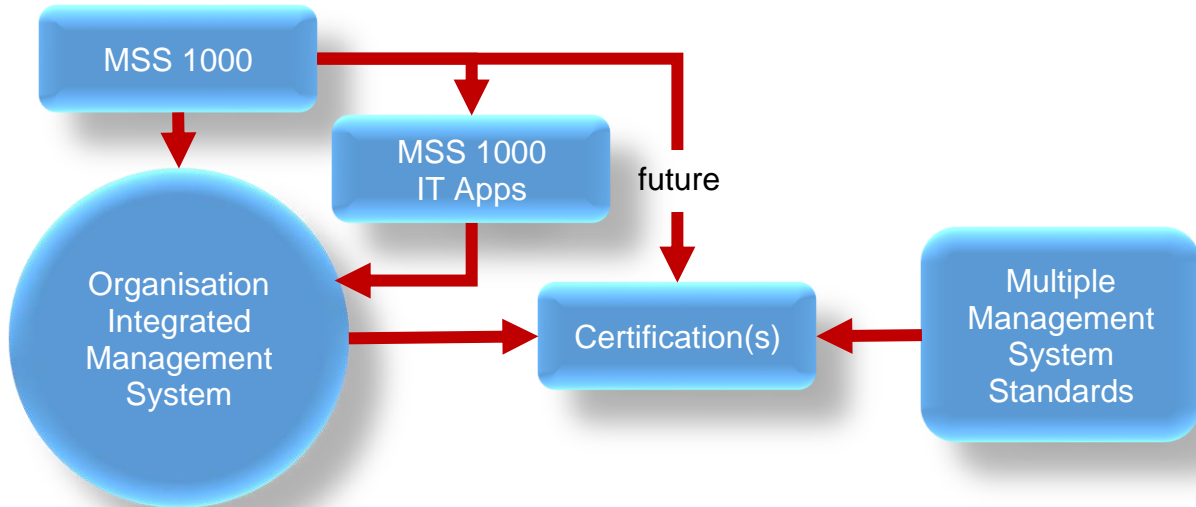 MSS 1000
MSS 1000
IT Apps
future
Organisation
Integrated
Management
System
Certification(s)
Multiple
Management
System
Standards